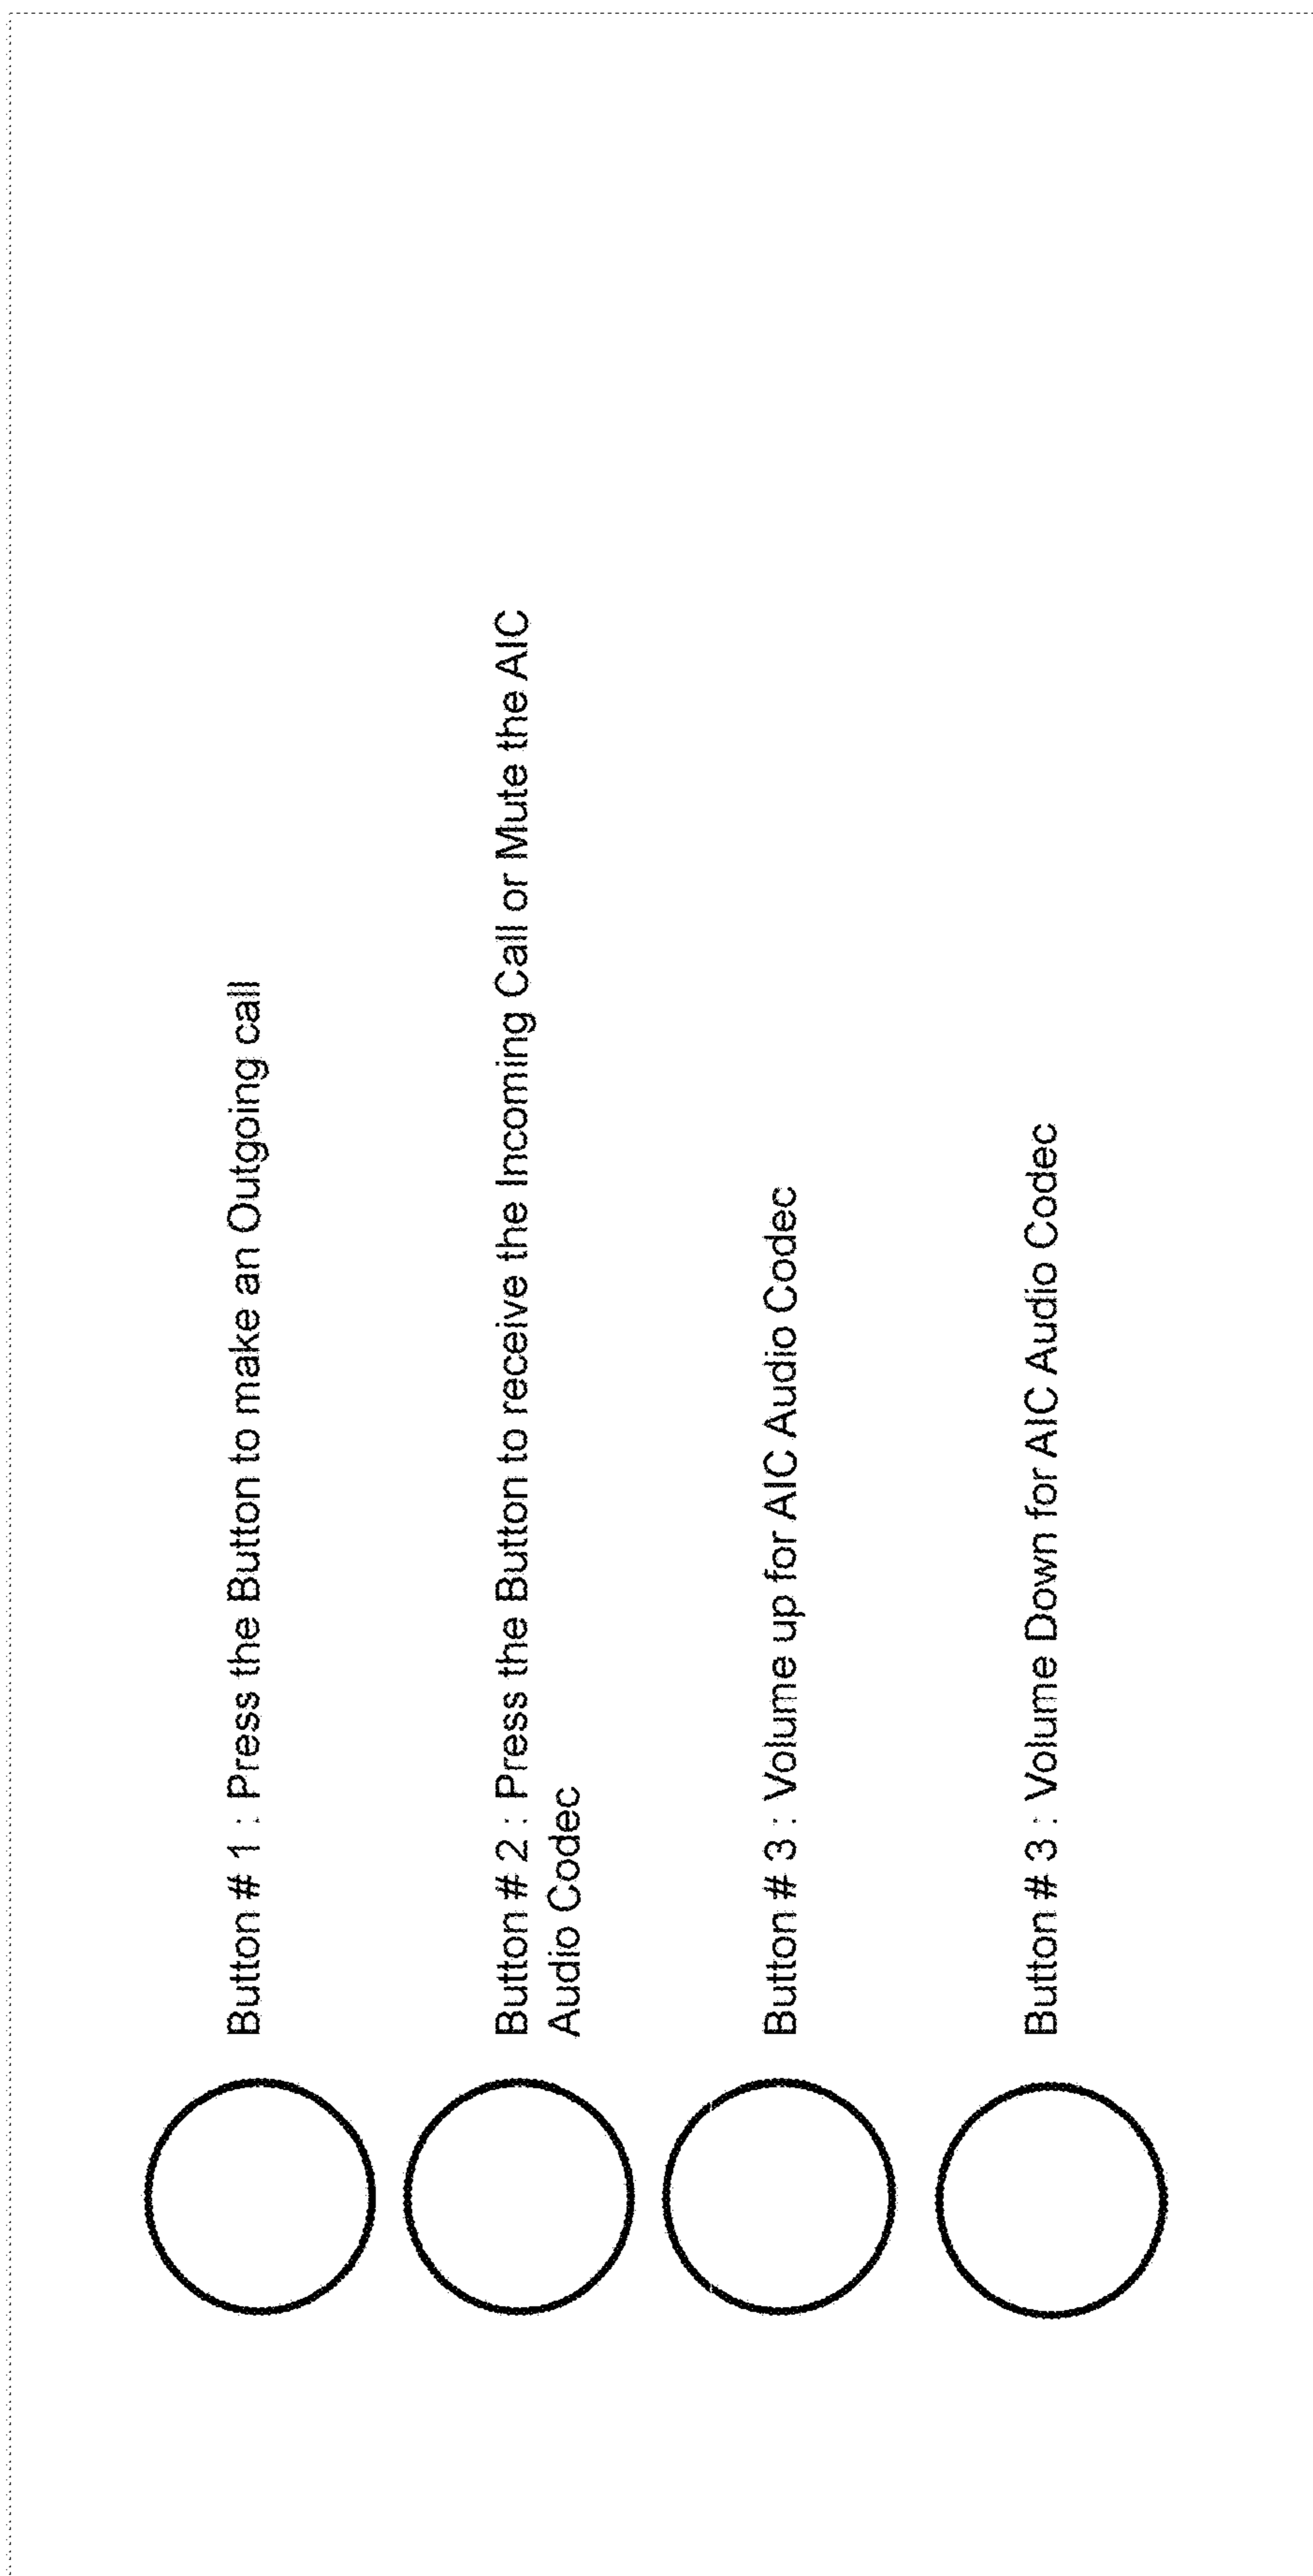 Button # 1 : Press the Button to make an Outgoing call
Button # 2 : Press the Button to receive the Incoming Call or Mute the AIC
Audio Codec
Button # 3 : Volume up for AIC Audio Codec
Button # 3 : Volume Down for AIC Audio Codec